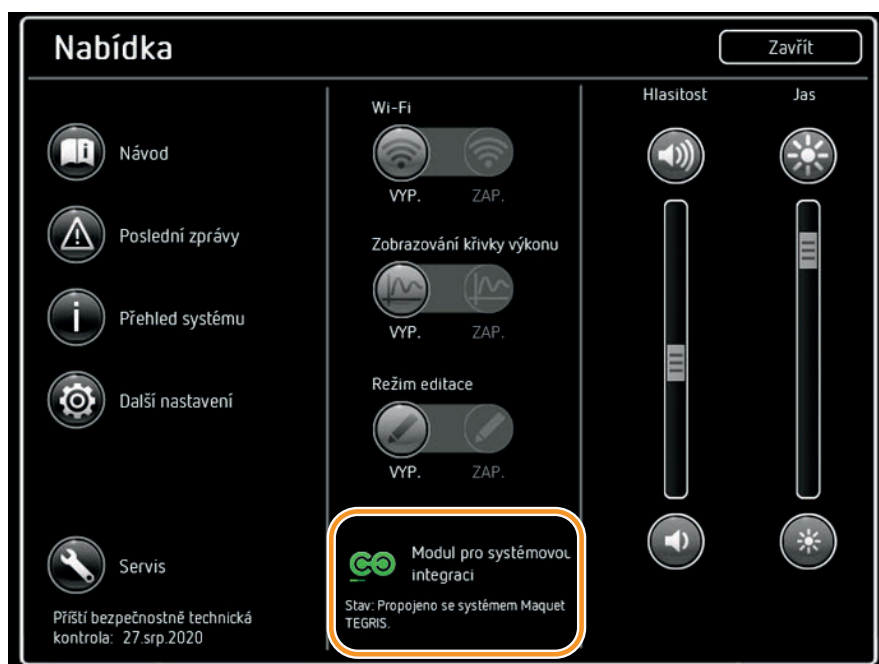 Nabídka
Zavřít
Návod
Poslední zprávy
Přehled systému
Další nastavení
Servis
Příští bezpečnostně technická
kontrola: 27.srp.2020
Wi-Fi
VYP. ZAP.
Zobrazování křivky výkonu
VYP. ZAP.
Režim editace
VYP. ZAP.
Modul pro systémovou
integraci
Stav: Propojeno se systémem Maquet
TEGRIS.
Hlasitost Jas